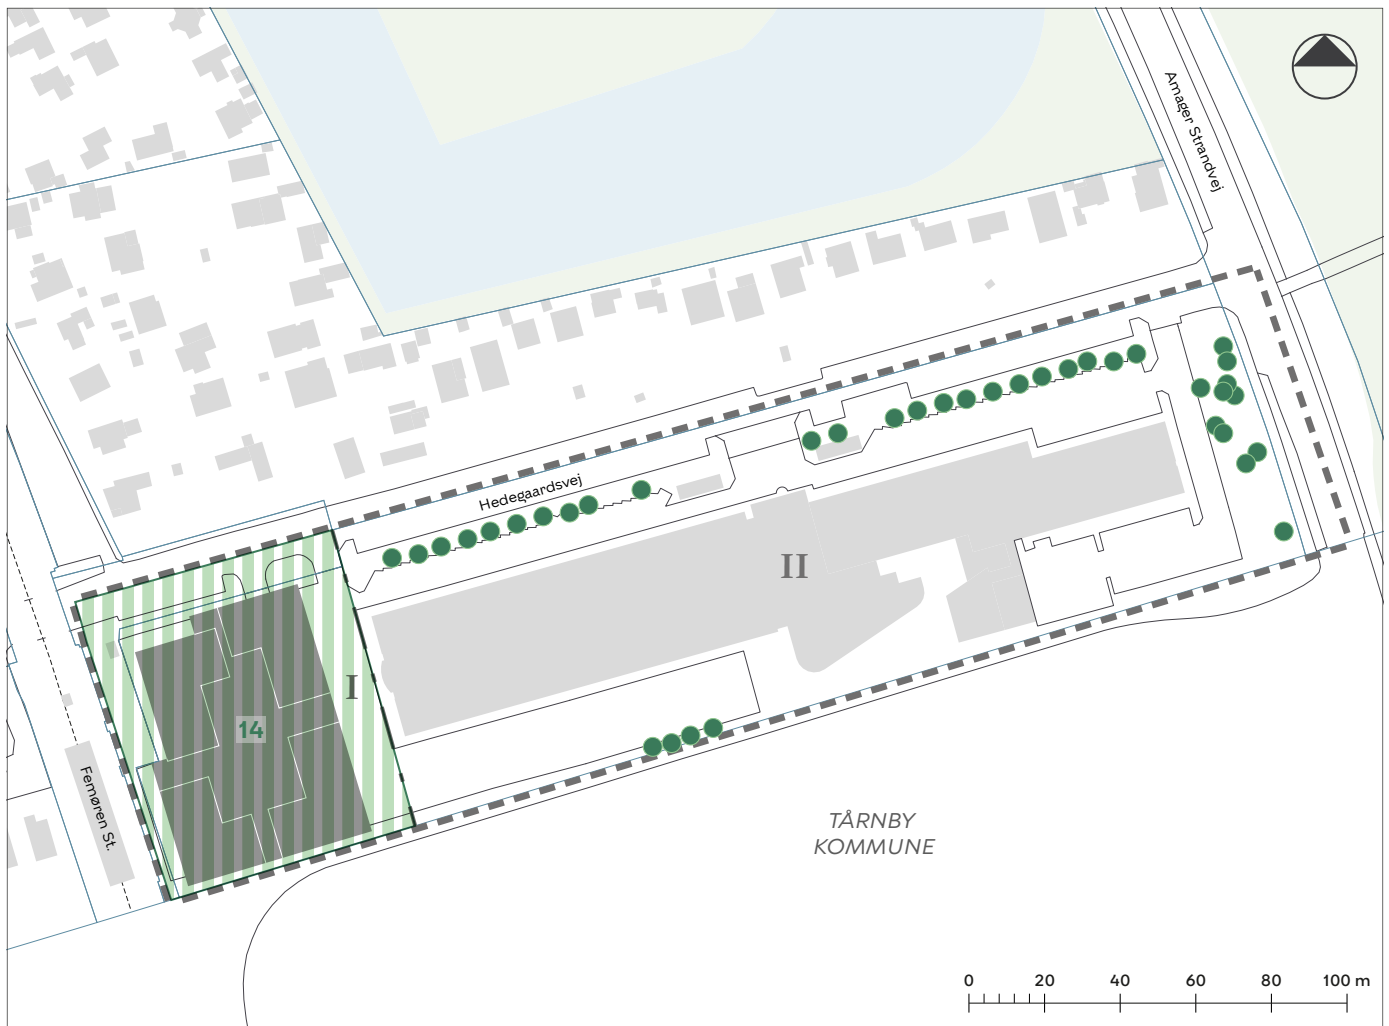 Amager Strandvej
Hedegaardsvej
II
I
14
Femøren St.
TÅRNBY
KOMMUNE
0 20 40 60 80 100 m